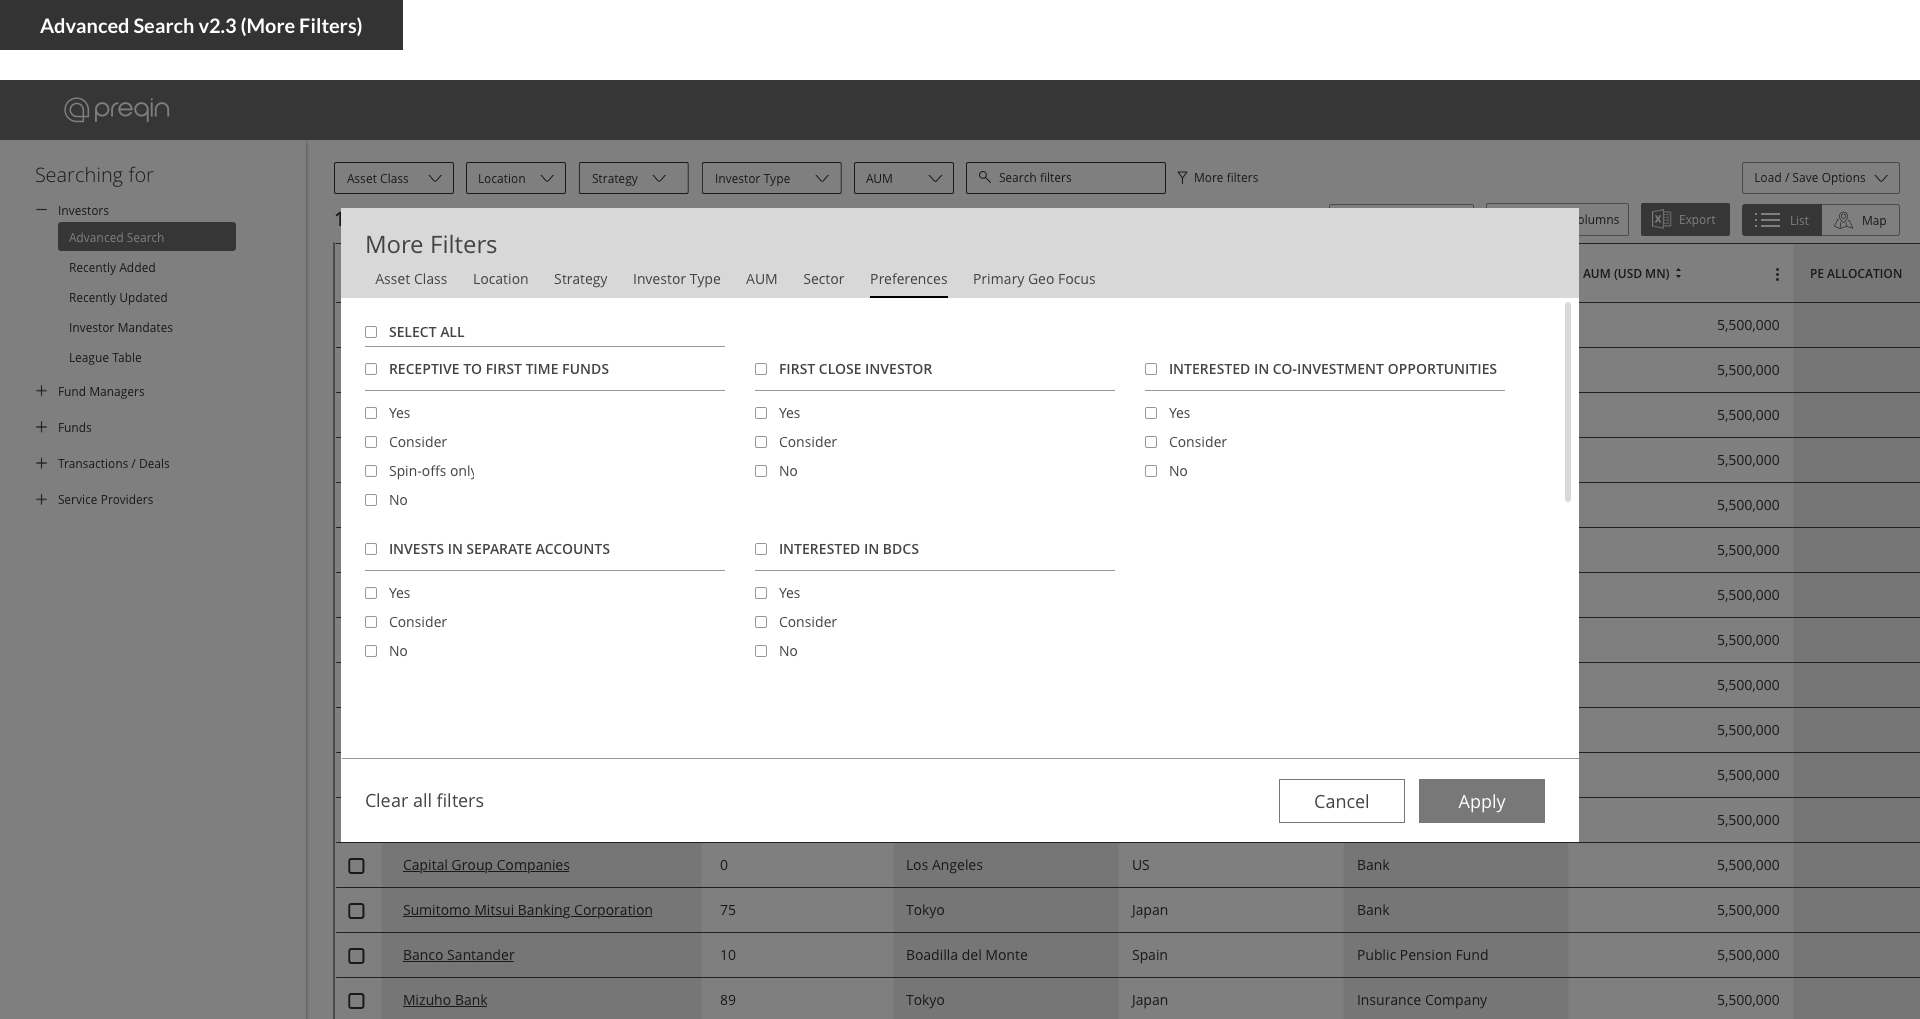 Advanced Search v2.3 (More Filters)
preqin
Searching for
Investors
Advanced Search
Recently Added
Recently Updated
Investor Mandates
League Table
Fund Managers
Funds
Transactions / Deals
Service Providers
Asset Class
Location
Strategy
Investor Type
AUM
Search filters
More filters
Load / Save Options
Export
List
Map
More Filters
Asset Class
Location
Strategy
Investor Type
AUM
Sector
Preferences
Primary Geo Focus
SELECT ALL
RECEPTIVE TO FIRST TIME FUNDS
Yes
Consider
Spin-offs only
No
FIRST CLOSE INVESTOR
Yes
Consider
No
INTERESTED IN CO-INVESTMENT OPPORTUNITIES
Yes
Consider
No
INVESTS IN SEPARATE ACCOUNTS
Yes
Consider
No
INTERESTED IN BDCS
Yes
Consider
No
Clear all filters
Cancel
Apply
AUM (USD MN)
PE ALLOCATION
5,500,000
5,500,000
5,500,000
5,500,000
5,500,000
5,500,000
5,500,000
5,500,000
5,500,000
5,500,000
5,500,000
5,500,000
Capital Group Companies 0 Los Angeles US Bank 5,500,000
Sumitomo Mitsui Banking Corporation 75 Tokyo Japan Bank 5,500,000
Banco Santander 10 Boadilla del Monte Spain Public Pension Fund 5,500,000
Mizuho Bank 89 Tokyo Japan Insurance Company 5,500,000